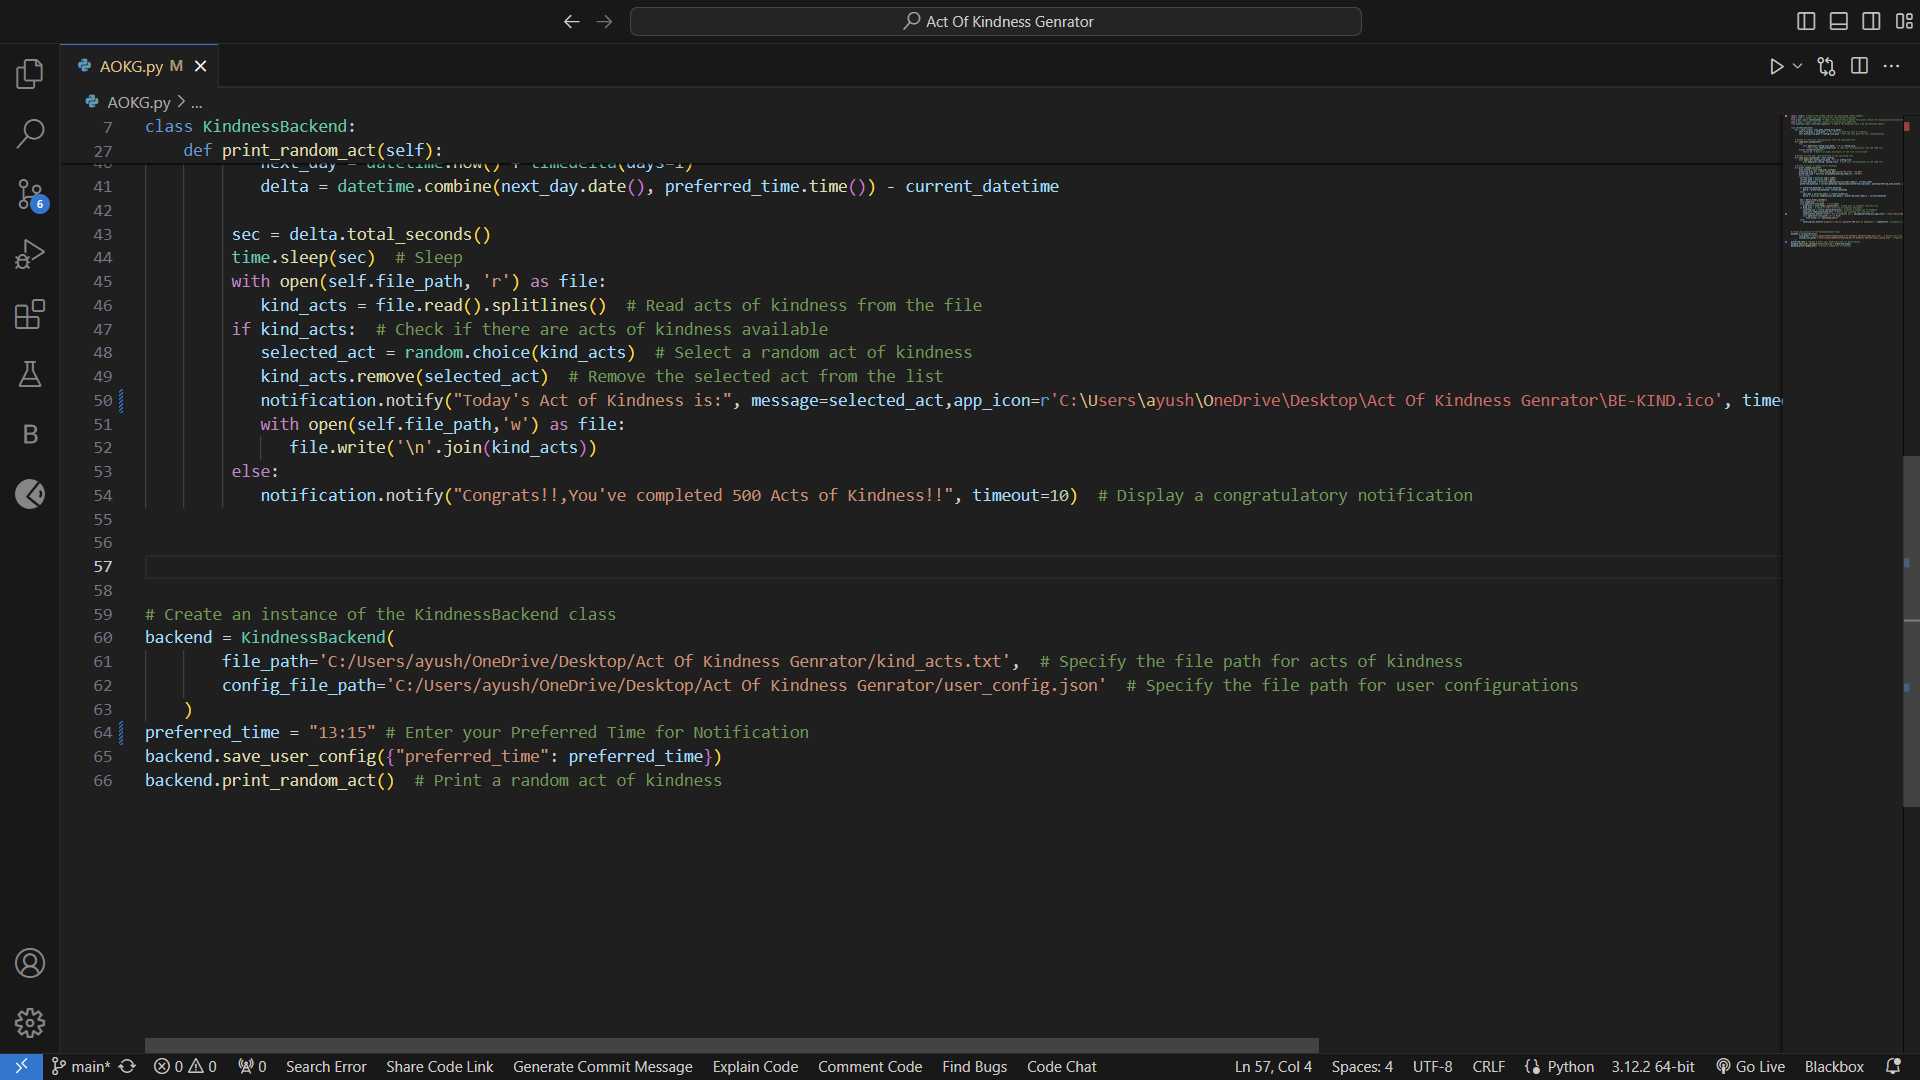 Act Of Kindness Genrator
AOKG.py M
AOKG.py > ...
7 class KindnessBackend:
27 def print_random_act(self):
40 next_day = datetime.now() + timedelta(days=1)
41 delta = datetime.combine(next_day.date(), preferred_time.time()) - current_datetime
42
43 sec = delta.total_seconds()
44 time.sleep(sec)  # Sleep
45 with open(self.file_path, 'r') as file:
46 kind_acts = file.read().splitlines()  # Read acts of kindness from the file
47 if kind_acts:  # Check if there are acts of kindness available
48 selected_act = random.choice(kind_acts)  # Select a random act of kindness
49 kind_acts.remove(selected_act)  # Remove the selected act from the list
50 notification.notify("Today's Act of Kindness is:", message=selected_act,app_icon=r'C:\Users\ayush\OneDrive\Desktop\Act Of Kindness Genrator\BE-KIND.ico', time
51 with open(self.file_path,'w') as file:
52 file.write('\n'.join(kind_acts))
53 else:
54 notification.notify("Congrats!!,You've completed 500 Acts of Kindness!!", timeout=10)  # Display a congratulatory notification
55
56
57
58
59 # Create an instance of the KindnessBackend class
60 backend = KindnessBackend(
61 file_path='C:/Users/ayush/OneDrive/Desktop/Act Of Kindness Genrator/kind_acts.txt',  # Specify the file path for acts of kindness
62 config_file_path='C:/Users/ayush/OneDrive/Desktop/Act Of Kindness Genrator/user_config.json'  # Specify the file path for user configurations
63 )
64 preferred_time = "13:15" # Enter your Preferred Time for Notification
65 backend.save_user_config({"preferred_time": preferred_time})
66 backend.print_random_act()  # Print a random act of kindness
6
B
main* 0 0 0 Search Error Share Code Link Generate Commit Message Explain Code Comment Code Find Bugs Code Chat Ln 57, Col 4 Spaces: 4 UTF-8 CRLF Python 3.12.2 64-bit Go Live Blackbox